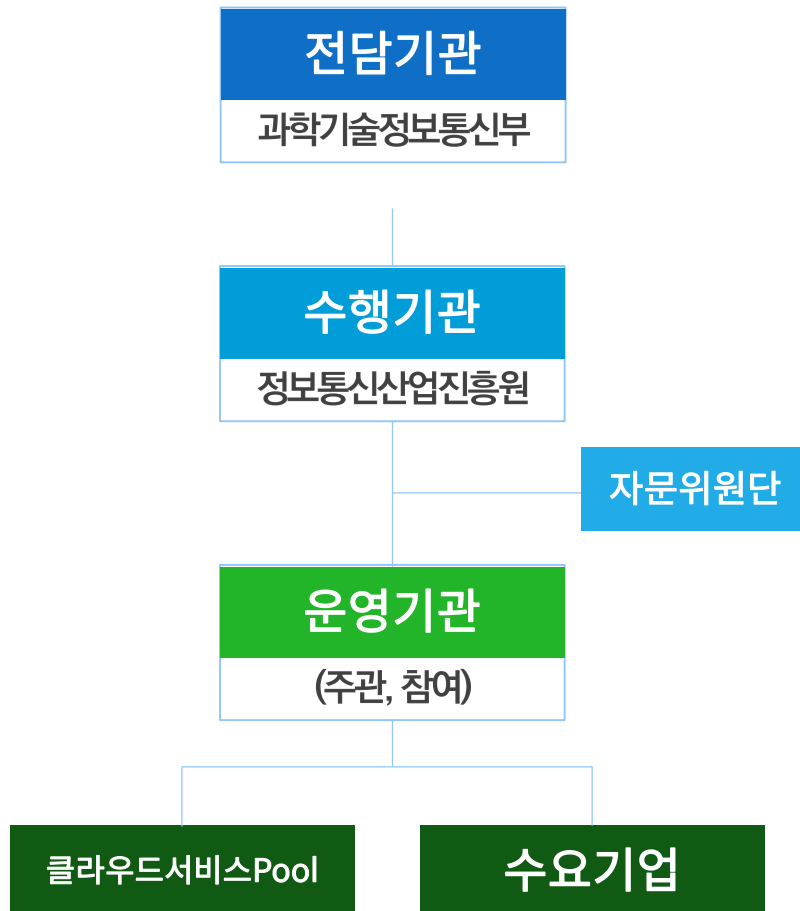 전담기관
과학기술정보통신부
수행기관
정보통신산업진흥원
자문위원단
운영기관
(주관, 참여)
클라우드서비스Pool
수요기업